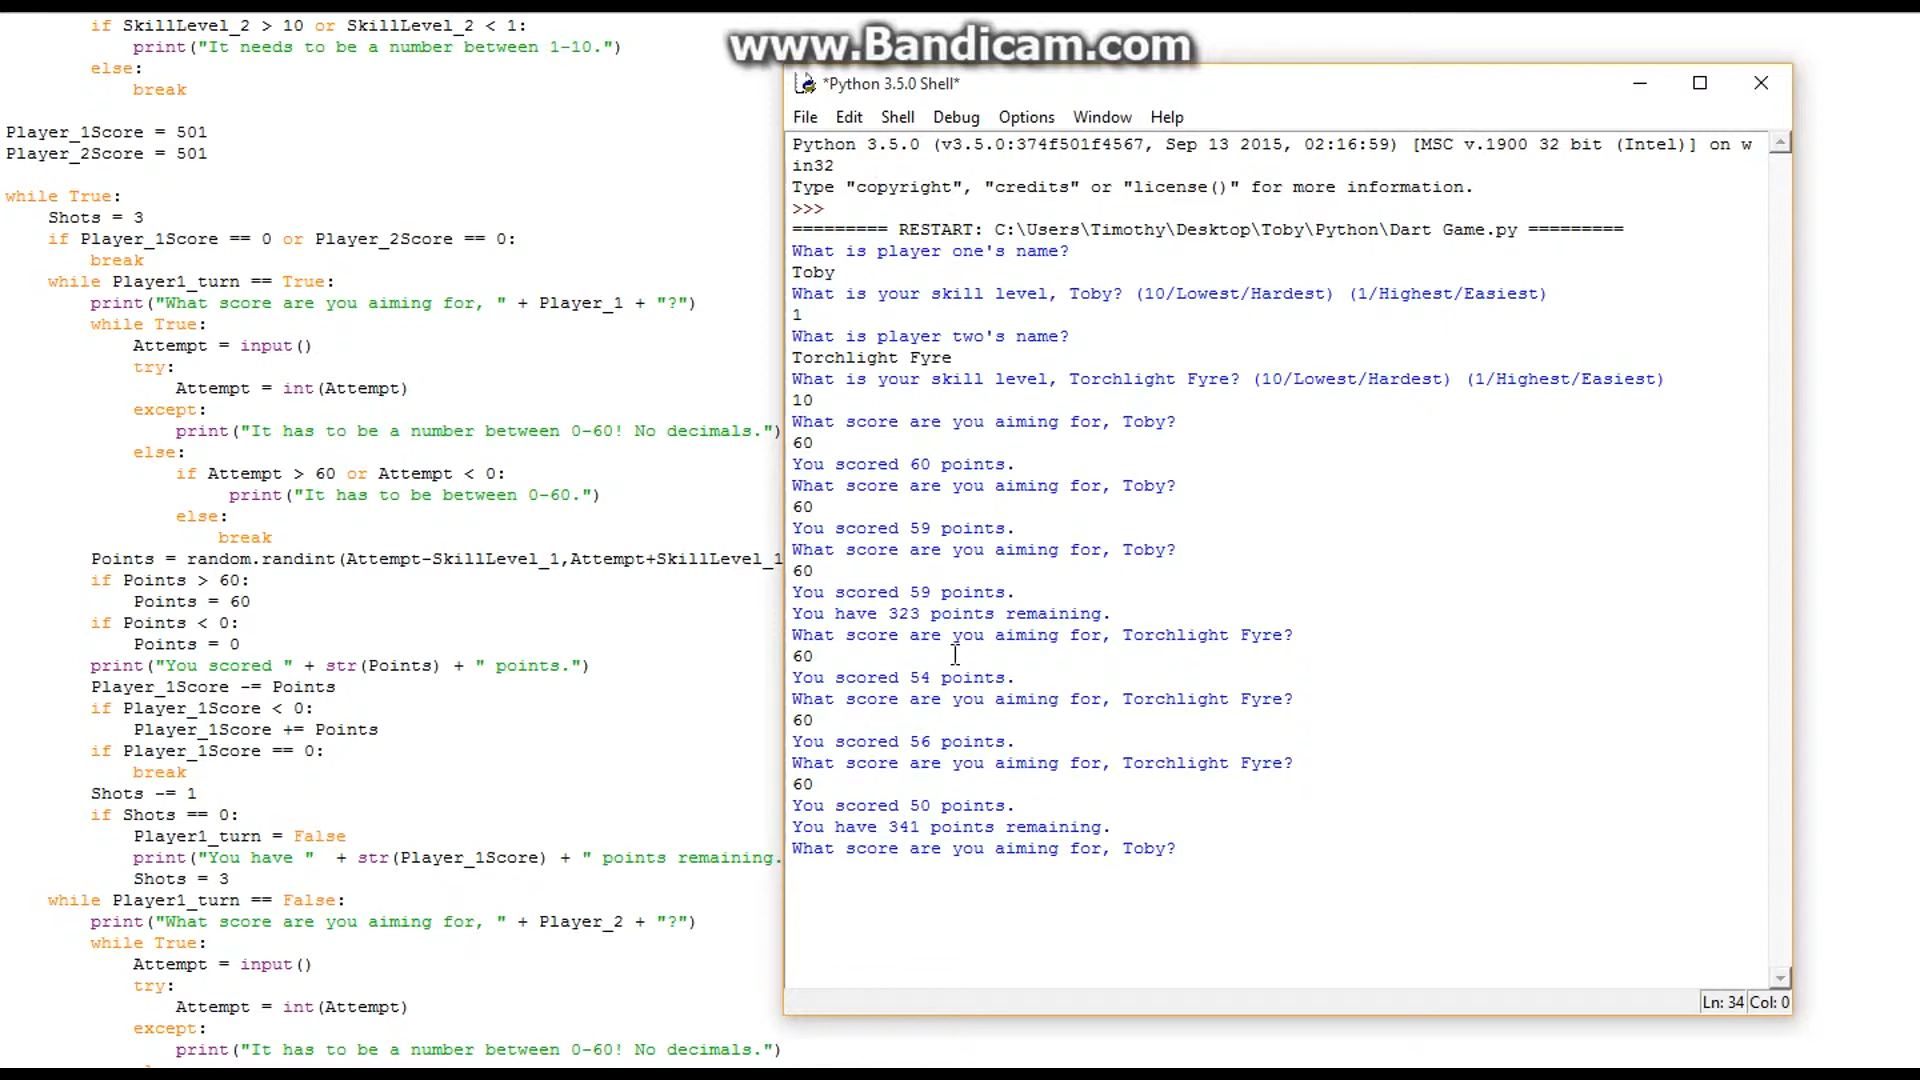 www.Bandicam.com
if SkillLevel_2 > 10 or SkillLevel_2 < 1:
print("It needs to be a number between 1-10.")
else:
break
Player_1Score = 501
Player_2Score = 501
while True:
Shots = 3
if Player_1Score == 0 or Player_2Score == 0:
break
while Player1_turn == True:
print("What score are you aiming for, " + Player_1 + "?")
while True:
Attempt = input()
try:
Attempt = int(Attempt)
except:
print("It has to be a number between 0-60! No decimals.")
else:
if Attempt > 60 or Attempt < 0:
print("It has to be between 0-60.")
else:
break
Points = random.randint(Attempt-SkillLevel_1,Attempt+SkillLevel_1
if Points > 60:
Points = 60
if Points < 0:
Points = 0
print("You scored " + str(Points) + " points.")
Player_1Score -= Points
if Player_1Score < 0:
Player_1Score += Points
if Player_1Score == 0:
break
Shots -= 1
if Shots == 0:
Player1_turn = False
print("You have "  + str(Player_1Score) + " points remaining.
Shots = 3
while Player1_turn == False:
print("What score are you aiming for, " + Player_2 + "?")
while True:
Attempt = input()
try:
Attempt = int(Attempt)
except:
print("It has to be a number between 0-60! No decimals.")
*Python 3.5.0 Shell*
File Edit Shell Debug Options Window Help
Python 3.5.0 (v3.5.0:374f501f4567, Sep 13 2015, 02:16:59) [MSC v.1900 32 bit (Intel)] on w
in32
Type "copyright", "credits" or "license()" for more information.
>>>
========= RESTART: C:\Users\Timothy\Desktop\Toby\Python\Dart Game.py =========
What is player one's name?
Toby
What is your skill level, Toby? (10/Lowest/Hardest) (1/Highest/Easiest)
1
What is player two's name?
Torchlight Fyre
What is your skill level, Torchlight Fyre? (10/Lowest/Hardest) (1/Highest/Easiest)
10
What score are you aiming for, Toby?
60
You scored 60 points.
What score are you aiming for, Toby?
60
You scored 59 points.
What score are you aiming for, Toby?
60
You scored 59 points.
You have 323 points remaining.
What score are you aiming for, Torchlight Fyre?
60
You scored 54 points.
What score are you aiming for, Torchlight Fyre?
60
You scored 56 points.
What score are you aiming for, Torchlight Fyre?
60
You scored 50 points.
You have 341 points remaining.
What score are you aiming for, Toby?
Ln: 34 Col: 0